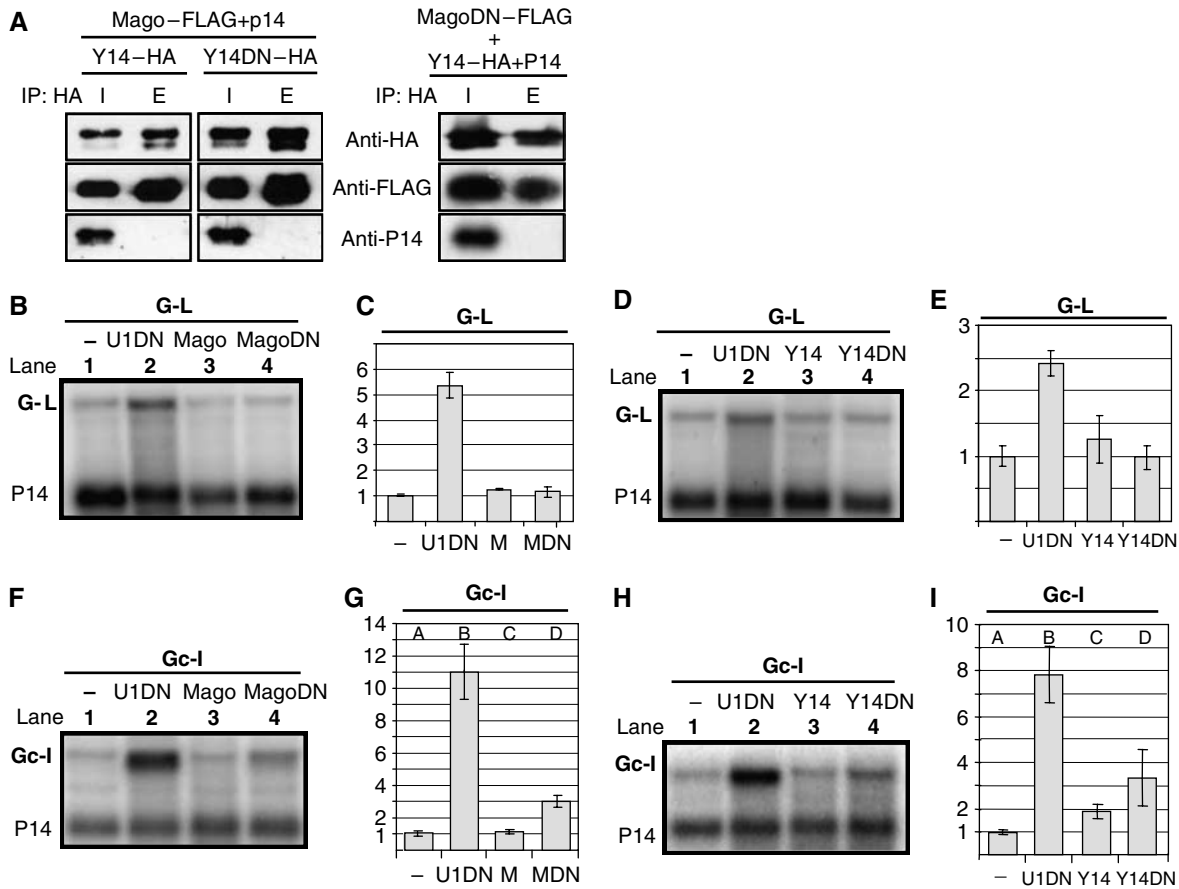 A
Mago–FLAG+p14
Y14–HA Y14DN–HA
IP: HA I E I E
MagoDN–FLAG
+
Y14–HA+P14
IP: HA I E
Anti-HA
Anti-FLAG
Anti-P14
B
G-L
– U1DN Mago MagoDN
Lane 1 2 3 4
G-L
P14
C
G-L
6
5
4
3
2
1
– U1DN M MDN
D
G-L
– U1DN Y14 Y14DN
Lane 1 2 3 4
G-L
P14
E
G-L
3
2
1
0
– U1DN Y14 Y14DN
F
Gc-I
– U1DN Mago MagoDN
Lane 1 2 3 4
Gc-I
P14
G
Gc-I
14
12
10
8
6
4
2
1
A B C D
– U1DN M MDN
H
Gc-I
– U1DN Y14 Y14DN
Lane 1 2 3 4
Gc-I
P14
I
Gc-I
10
8
6
4
2
1
A B C D
– U1DN Y14 Y14DN